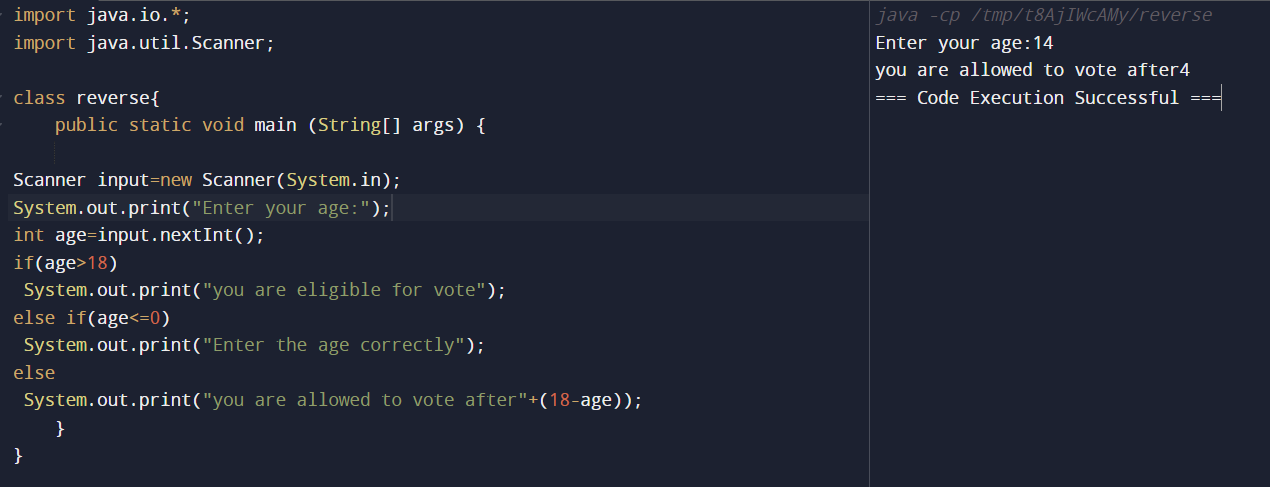 import java.io.*;
import java.util.Scanner;
class reverse{
    public static void main (String[] args) {
Scanner input=new Scanner(System.in);
System.out.print("Enter your age:");
int age=input.nextInt();
if(age>18)
 System.out.print("you are eligible for vote");
else if(age<=0)
 System.out.print("Enter the age correctly");
else
 System.out.print("you are allowed to vote after"+(18-age));
    }
}
java -cp /tmp/t8AjIWcAMy/reverse
Enter your age:14
you are allowed to vote after4
=== Code Execution Successful ===